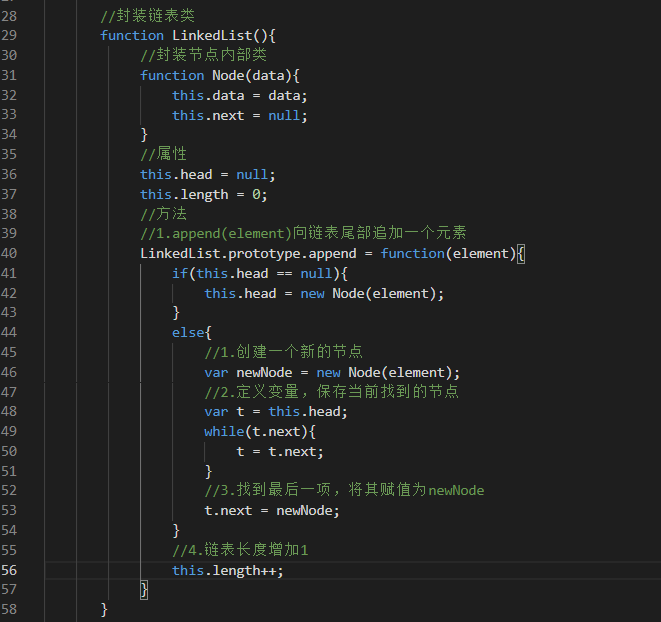 28 //封装链表类
29 function LinkedList(){
30 //封装节点内部类
31 function Node(data){
32 this.data = data;
33 this.next = null;
34 }
35 //属性
36 this.head = null;
37 this.length = 0;
38 //方法
39 //1.append(element)向链表尾部追加一个元素
40 LinkedList.prototype.append = function(element){
41 if(this.head == null){
42 this.head = new Node(element);
43 }
44 else{
45 //1.创建一个新的节点
46 var newNode = new Node(element);
47 //2.定义变量，保存当前找到的节点
48 var t = this.head;
49 while(t.next){
50 t = t.next;
51 }
52 //3.找到最后一项，将其赋值为newNode
53 t.next = newNode;
54 }
55 //4.链表长度增加1
56 this.length++;
57 }
58 }